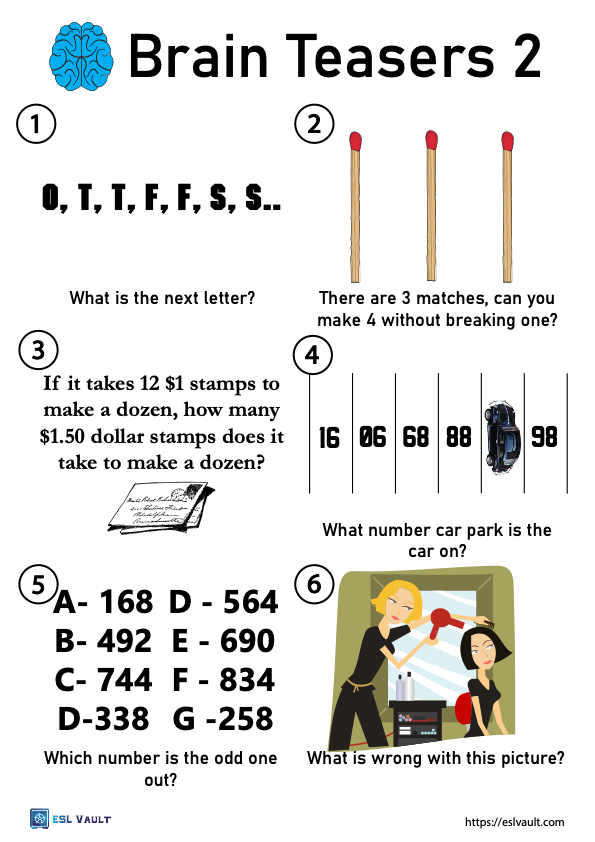 Brain Teasers 2
1
O, T, T, F, F, S, S..
What is the next letter?
2
There are 3 matches, can you
make 4 without breaking one?
3
If it takes 12 $1 stamps to
make a dozen, how many
$1.50 dollar stamps does it
take to make a dozen?
4
16 06 68 88 98
What number car park is the
car on?
5
A- 168 D - 564
B- 492 E - 690
C- 744 F - 834
D-338 G -258
Which number is the odd one
out?
6
What is wrong with this picture?
ESL VAULT
https://eslvault.com